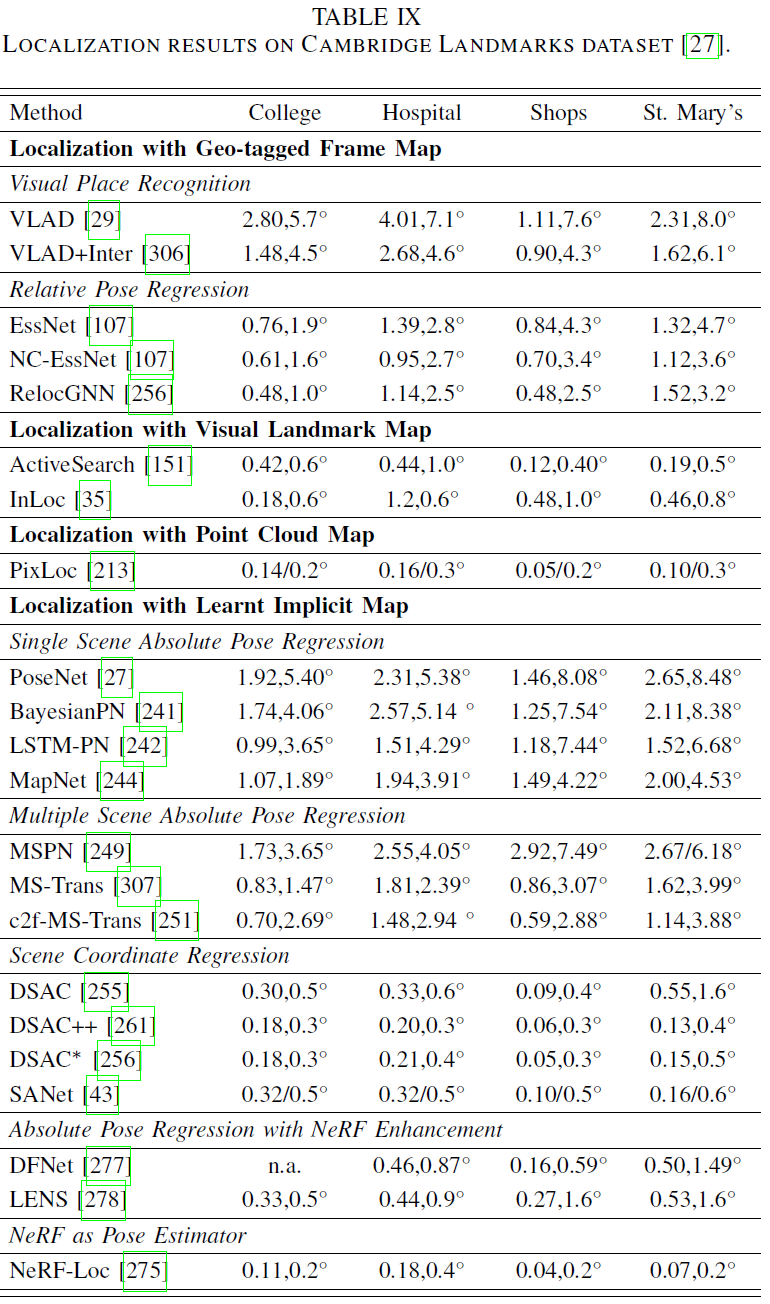 TABLE IX
LOCALIZATION RESULTS ON CAMBRIDGE LANDMARKS DATASET [27].
Method College Hospital Shops St. Mary's
Localization with Geo-tagged Frame Map
Visual Place Recognition
VLAD [29] 2.80,5.7° 4.01,7.1° 1.11,7.6° 2.31,8.0°
VLAD+Inter [306] 1.48,4.5° 2.68,4.6° 0.90,4.3° 1.62,6.1°
Relative Pose Regression
EssNet [107] 0.76,1.9° 1.39,2.8° 0.84,4.3° 1.32,4.7°
NC-EssNet [107] 0.61,1.6° 0.95,2.7° 0.70,3.4° 1.12,3.6°
RelocGNN [256] 0.48,1.0° 1.14,2.5° 0.48,2.5° 1.52,3.2°
Localization with Visual Landmark Map
ActiveSearch [151] 0.42,0.6° 0.44,1.0° 0.12,0.40° 0.19,0.5°
InLoc [35] 0.18,0.6° 1.2,0.6° 0.48,1.0° 0.46,0.8°
Localization with Point Cloud Map
PixLoc [213] 0.14/0.2° 0.16/0.3° 0.05/0.2° 0.10/0.3°
Localization with Learnt Implicit Map
Single Scene Absolute Pose Regression
PoseNet [27] 1.92,5.40° 2.31,5.38° 1.46,8.08° 2.65,8.48°
BayesianPN [241] 1.74,4.06° 2.57,5.14 ° 1.25,7.54° 2.11,8.38°
LSTM-PN [242] 0.99,3.65° 1.51,4.29° 1.18,7.44° 1.52,6.68°
MapNet [244] 1.07,1.89° 1.94,3.91° 1.49,4.22° 2.00,4.53°
Multiple Scene Absolute Pose Regression
MSPN [249] 1.73,3.65° 2.55,4.05° 2.92,7.49° 2.67/6.18°
MS-Trans [307] 0.83,1.47° 1.81,2.39° 0.86,3.07° 1.62,3.99°
c2f-MS-Trans [251] 0.70,2.69° 1.48,2.94 ° 0.59,2.88° 1.14,3.88°
Scene Coordinate Regression
DSAC [255] 0.30,0.5° 0.33,0.6° 0.09,0.4° 0.55,1.6°
DSAC++ [261] 0.18,0.3° 0.20,0.3° 0.06,0.3° 0.13,0.4°
DSAC* [256] 0.18,0.3° 0.21,0.4° 0.05,0.3° 0.15,0.5°
SANet [43] 0.32/0.5° 0.32/0.5° 0.10/0.5° 0.16/0.6°
Absolute Pose Regression with NeRF Enhancement
DFNet [277] n.a. 0.46,0.87° 0.16,0.59° 0.50,1.49°
LENS [278] 0.33,0.5° 0.44,0.9° 0.27,1.6° 0.53,1.6°
NeRF as Pose Estimator
NeRF-Loc [275] 0.11,0.2° 0.18,0.4° 0.04,0.2° 0.07,0.2°